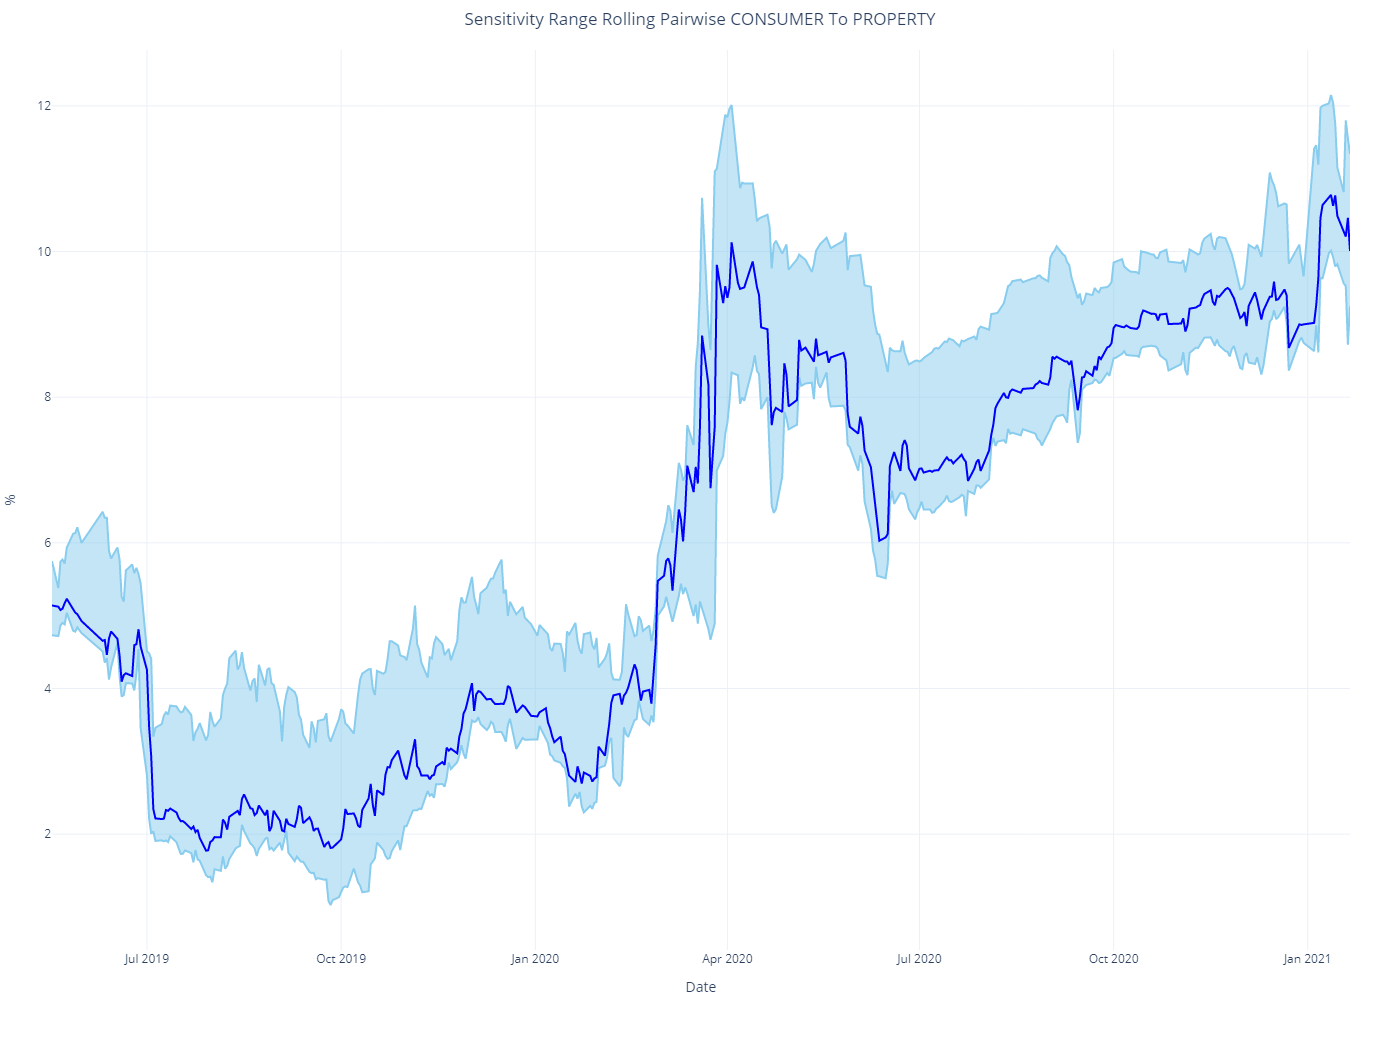 Sensitivity Range Rolling Pairwise CONSUMER To PROPERTY
12
10
8
6
4
2
%
Jul 2019
Oct 2019
Jan 2020
Apr 2020
Jul 2020
Oct 2020
Jan 2021
Date